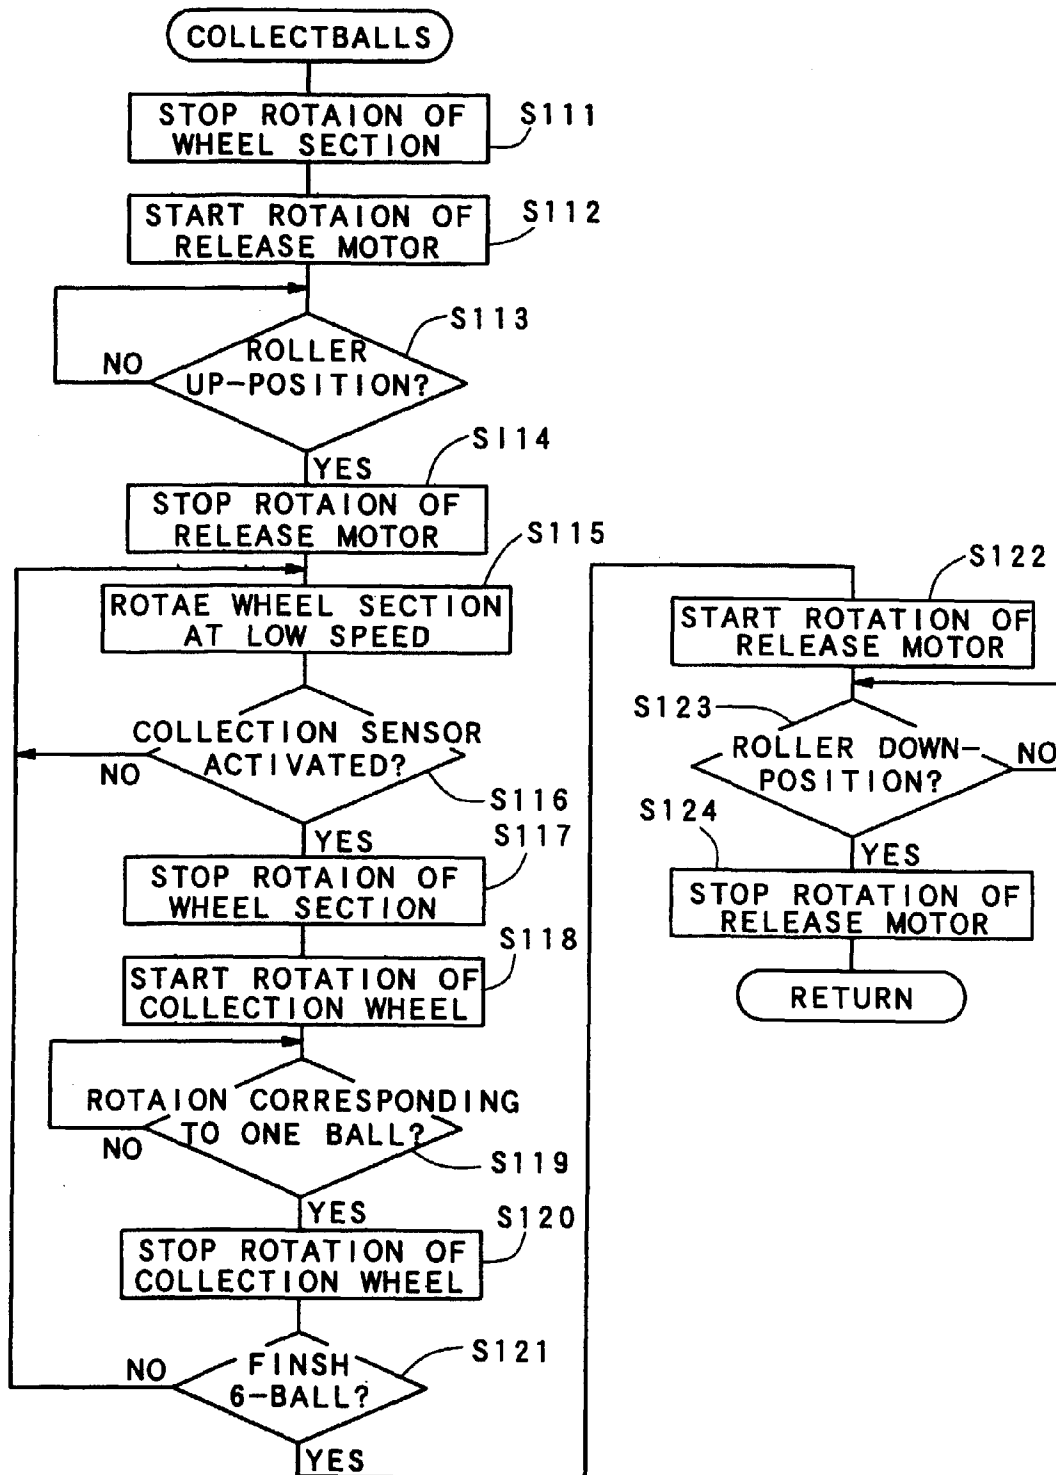 COLLECTBALLS
STOP ROTAION OF
WHEEL SECTION
S111
START ROTAION OF
RELEASE MOTOR
S112
S113
ROLLER
UP-POSITION?
NO
YES
SI14
STOP ROTAION OF
RELEASE MOTOR
S115
ROTAE WHEEL SECTION
AT LOW SPEED
COLLECTION SENSOR
ACTIVATED?
NO
S116
YES
S117
STOP ROTAION OF
WHEEL SECTION
S118
START ROTATION OF
COLLECTION WHEEL
ROTAION CORRESPONDING
TO ONE BALL?
NO
S119
YES
S120
STOP ROTATION OF
COLLECTION WHEEL
S121
FINSH
6-BALL?
NO
YES
S122
START ROTATION OF
RELEASE MOTOR
S123
ROLLER DOWN-
POSITION?
NO
S124
YES
STOP ROTATION OF
RELEASE MOTOR
RETURN